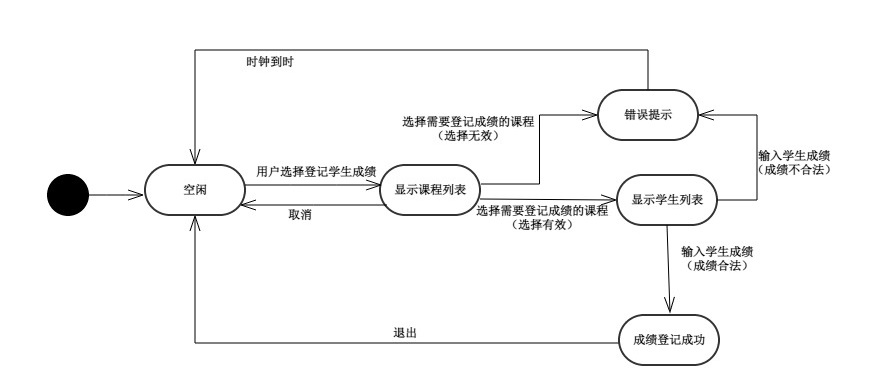 时钟到时
错误提示
选择需要登记成绩的课程
（选择无效）
输入学生成绩
（成绩不合法）
用户选择登记学生成绩
空闲
显示课程列表
显示学生列表
取消
选择需要登记成绩的课程
（选择有效）
输入学生成绩
（成绩合法）
退出
成绩登记成功